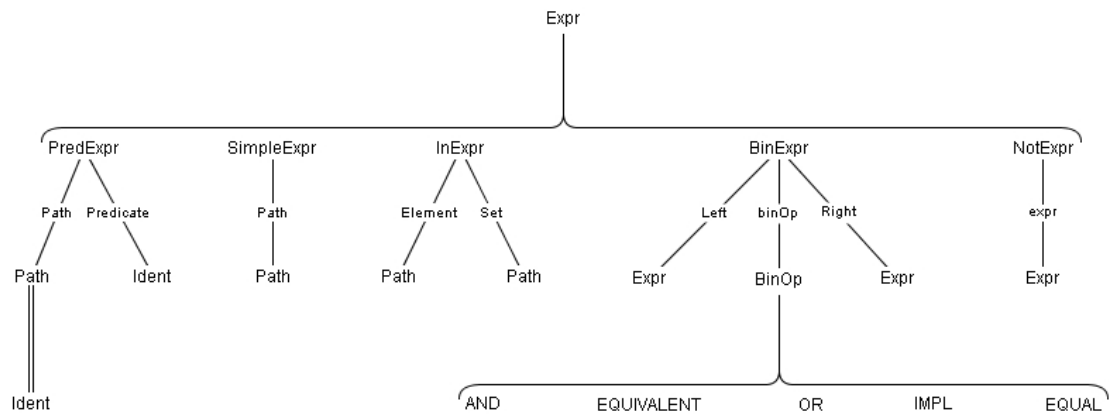 Expr
PredExpr SimpleExpr InExpr BinExpr NotExpr
Path Predicate Path Element Set Left binOp Right expr
Path Ident Path Path Path Expr BinOp Expr Expr
Ident AND EQUIVALENT OR IMPL EQUAL